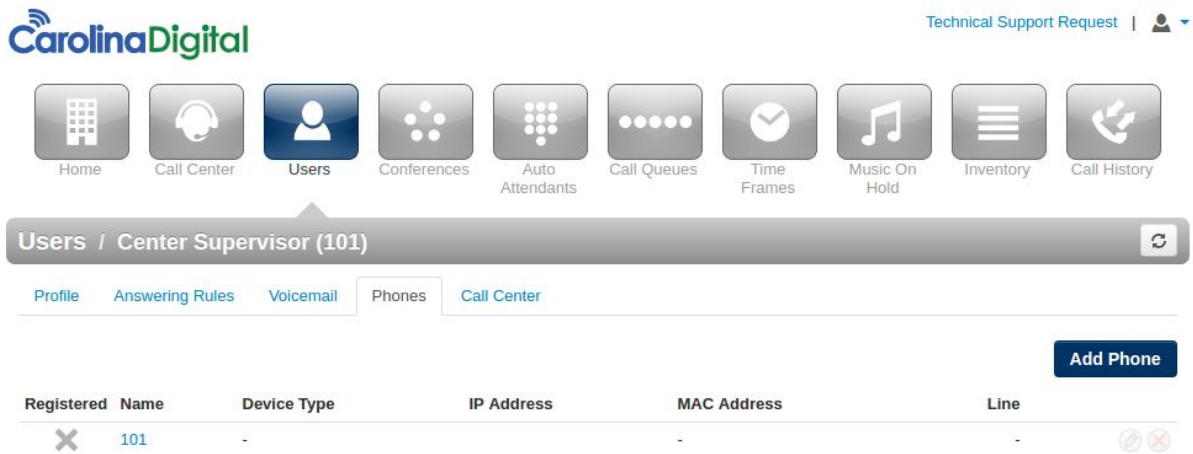 CarolinaDigital
Technical Support Request |
Home
Call Center
Users
Conferences
Auto
Attendants
Call Queues
Time
Frames
Music On
Hold
Inventory
Call History
Users / Center Supervisor (101)
Profile Answering Rules Voicemail Phones Call Center
Add Phone
Registered Name Device Type IP Address MAC Address Line
101 - - -